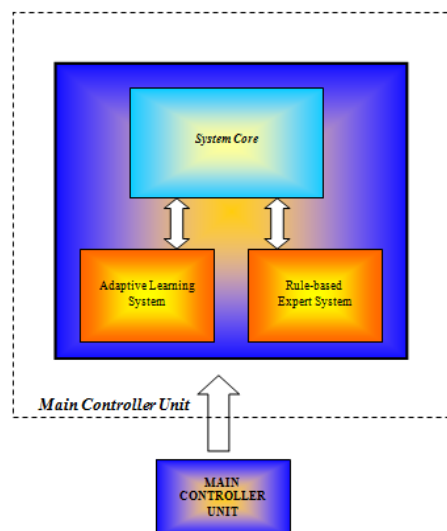 System Core
Adaptive Learning
System
Rule-based
Expert System
Main Controller Unit
MAIN
CONTROLLER
UNIT